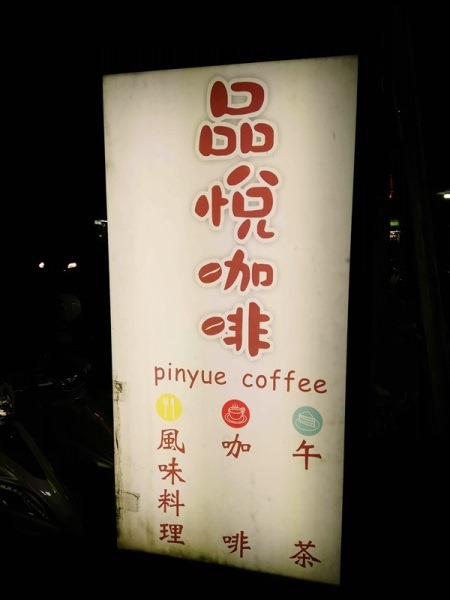 品悅咖啡
pinyue coffee
風味料理
咖啡
午茶